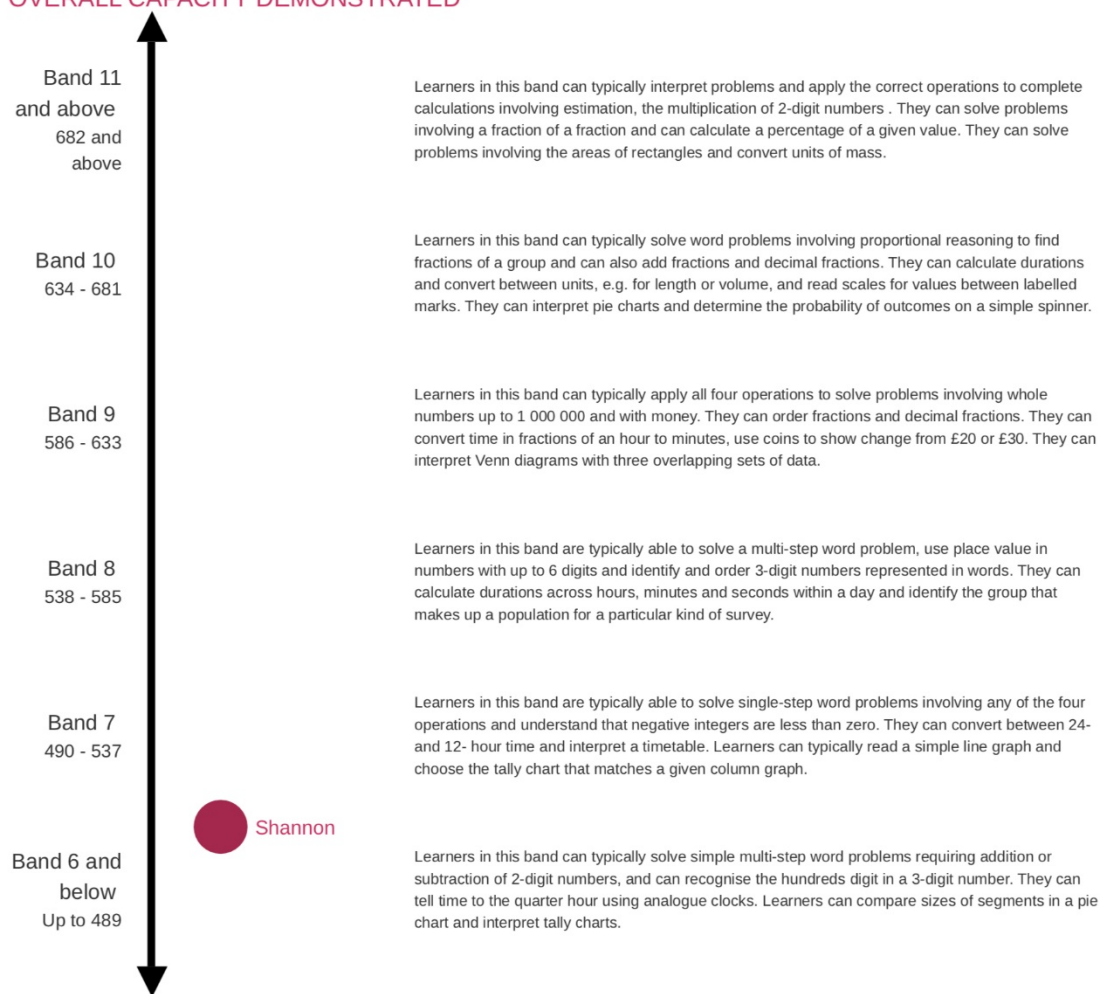 OVERALL CAPACITY DEMONSTRATED
Band 11
and above
682 and
above
Learners in this band can typically interpret problems and apply the correct operations to complete
calculations involving estimation, the multiplication of 2-digit numbers . They can solve problems
involving a fraction of a fraction and can calculate a percentage of a given value. They can solve
problems involving the areas of rectangles and convert units of mass.
Band 10
634 - 681
Learners in this band can typically solve word problems involving proportional reasoning to find
fractions of a group and can also add fractions and decimal fractions. They can calculate durations
and convert between units, e.g. for length or volume, and read scales for values between labelled
marks. They can interpret pie charts and determine the probability of outcomes on a simple spinner.
Band 9
586 - 633
Learners in this band can typically apply all four operations to solve problems involving whole
numbers up to 1 000 000 and with money. They can order fractions and decimal fractions. They can
convert time in fractions of an hour to minutes, use coins to show change from £20 or £30. They can
interpret Venn diagrams with three overlapping sets of data.
Band 8
538 - 585
Learners in this band are typically able to solve a multi-step word problem, use place value in
numbers with up to 6 digits and identify and order 3-digit numbers represented in words. They can
calculate durations across hours, minutes and seconds within a day and identify the group that
makes up a population for a particular kind of survey.
Band 7
490 - 537
Learners in this band are typically able to solve single-step word problems involving any of the four
operations and understand that negative integers are less than zero. They can convert between 24-
and 12- hour time and interpret a timetable. Learners can typically read a simple line graph and
choose the tally chart that matches a given column graph.
Shannon
Band 6 and
below
Up to 489
Learners in this band can typically solve simple multi-step word problems requiring addition or
subtraction of 2-digit numbers, and can recognise the hundreds digit in a 3-digit number. They can
tell time to the quarter hour using analogue clocks. Learners can compare sizes of segments in a pie
chart and interpret tally charts.